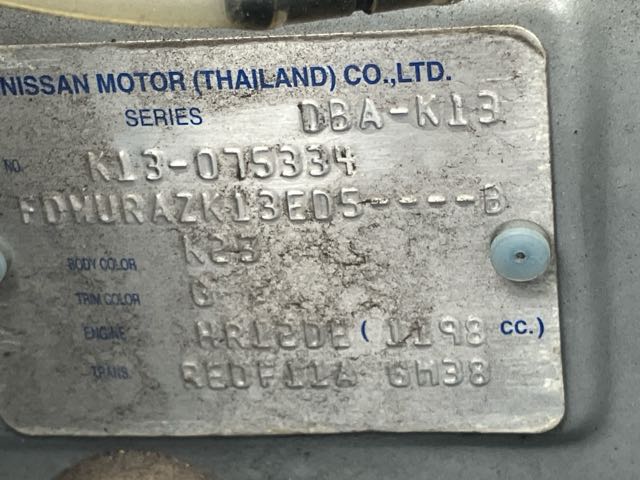 NISSAN MOTOR (THAILAND) CO.,LTD.
SERIES DBA-K13
NO. K13-075334
FDMURAZK13ED5----B
BODY COLOR K23
TRIM COLOR G
ENGINE HR12DE ( 1198 CC.)
TRANS. RE0F11A GH38